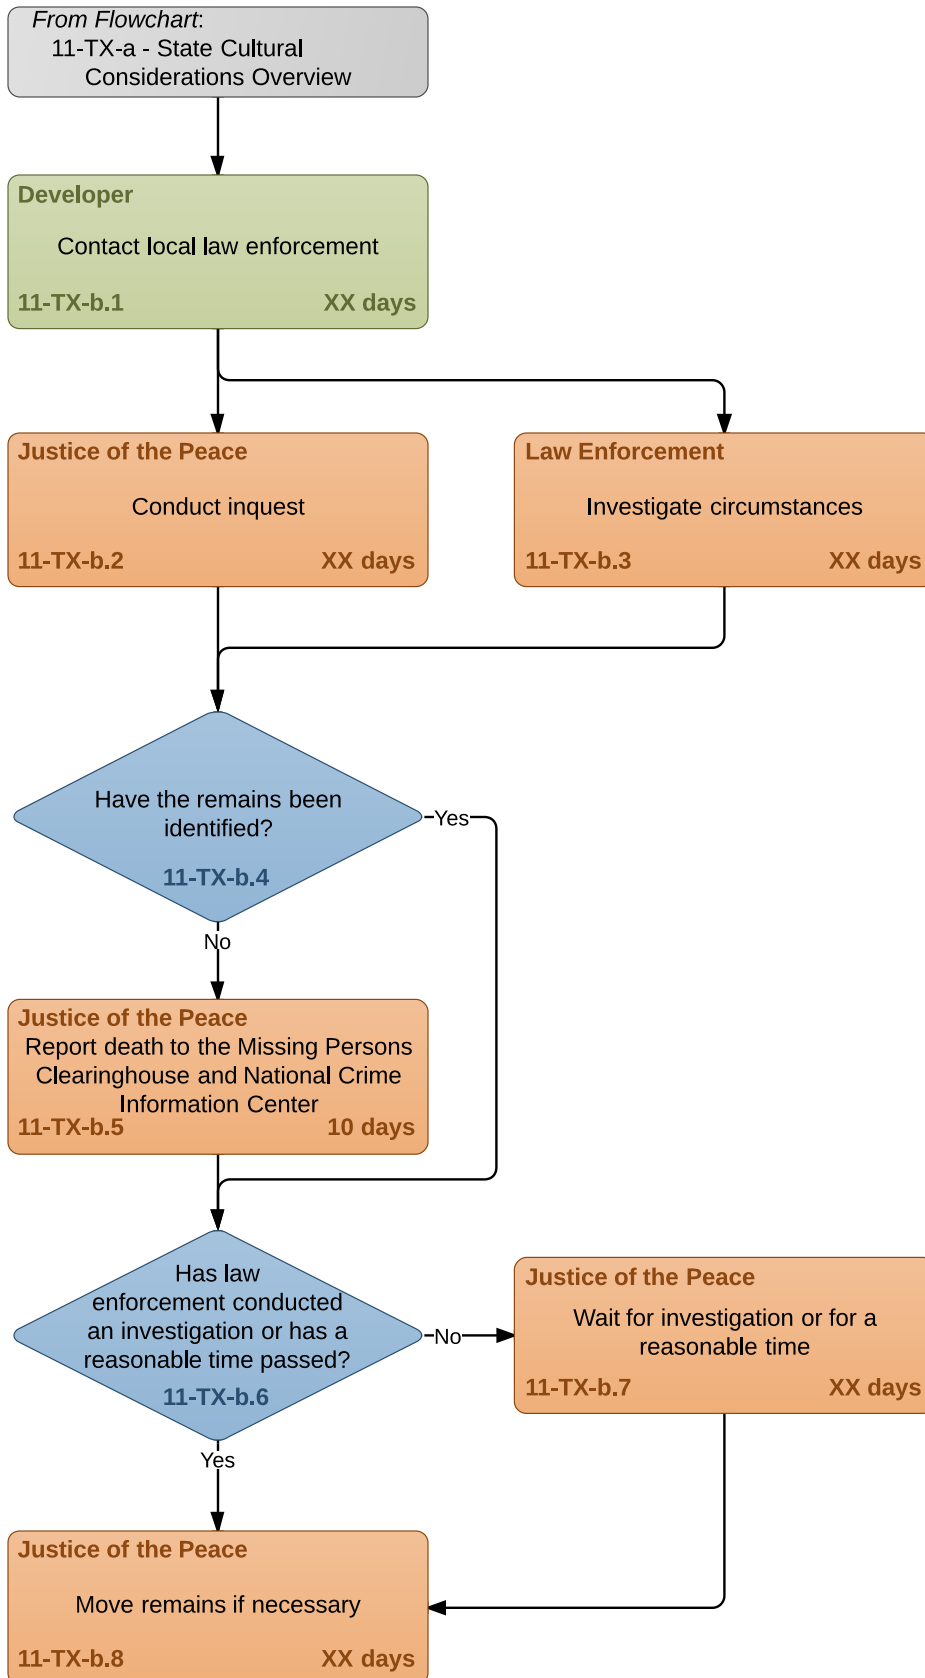 From Flowchart:
11-TX-a - State Cultural
Considerations Overview
Developer
Contact local law enforcement
11-TX-b.1 XX days
Justice of the Peace
Conduct inquest
11-TX-b.2 XX days
Law Enforcement
Investigate circumstances
11-TX-b.3 XX days
Have the remains been
identified?
11-TX-b.4
Yes
No
Justice of the Peace
Report death to the Missing Persons
Clearinghouse and National Crime
Information Center
11-TX-b.5 10 days
Has law
enforcement conducted
an investigation or has a
reasonable time passed?
11-TX-b.6
No
Yes
Justice of the Peace
Wait for investigation or for a
reasonable time
11-TX-b.7 XX days
Justice of the Peace
Move remains if necessary
11-TX-b.8 XX days